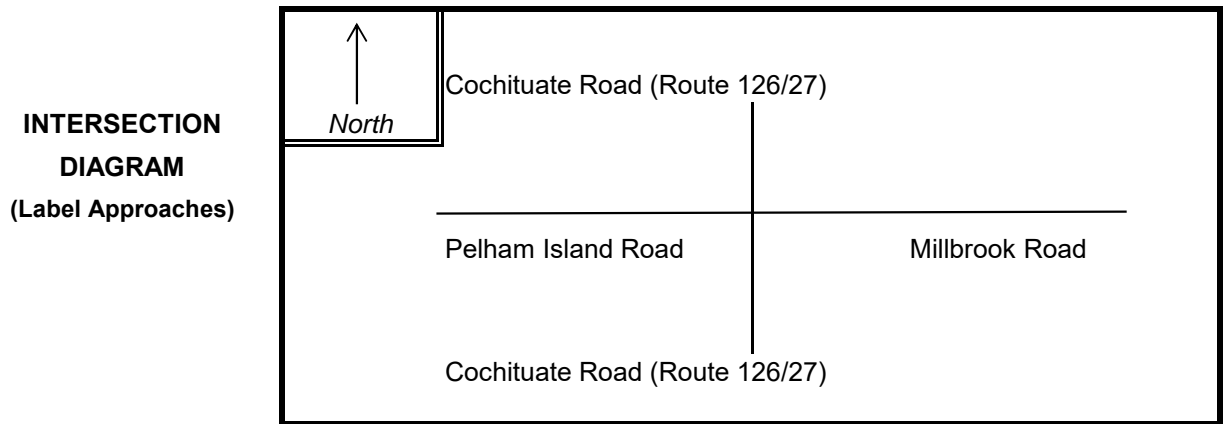 INTERSECTION
DIAGRAM
(Label Approaches)
North
Cochituate Road (Route 126/27)
Pelham Island Road
Millbrook Road
Cochituate Road (Route 126/27)